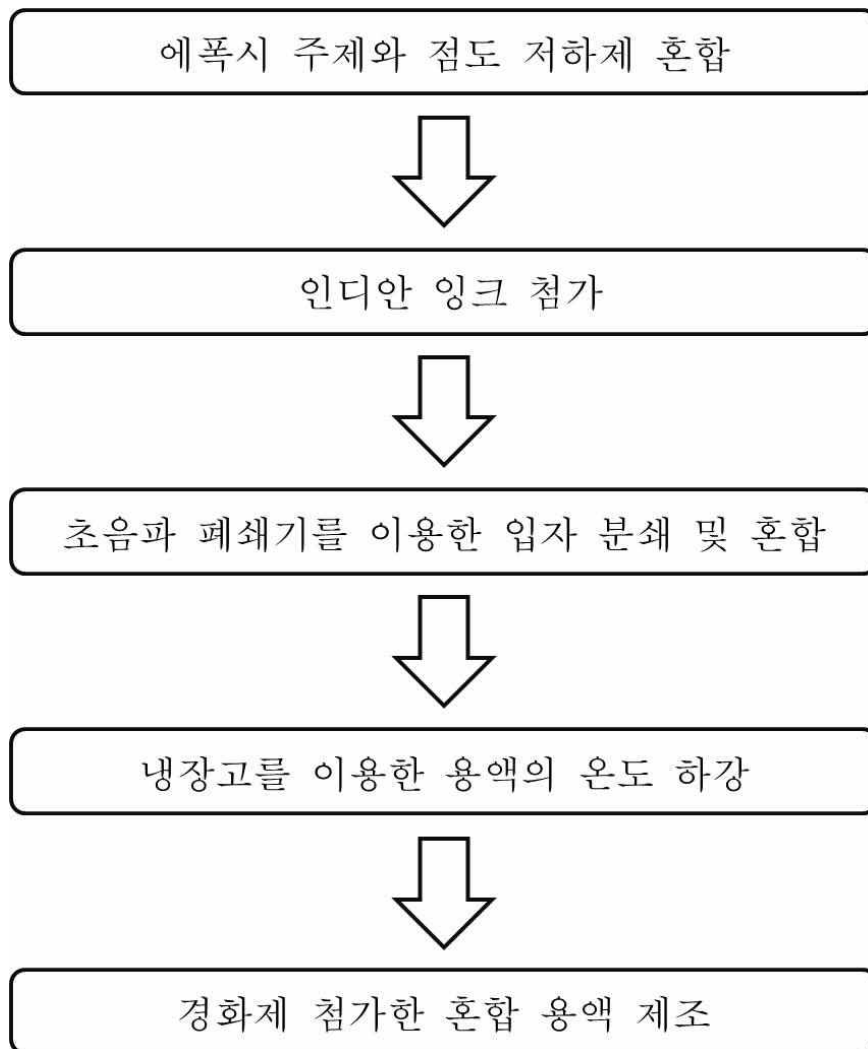 에폭시 주제와 점도 저하제 혼합
인디안 잉크 첨가
초음파 폐쇄기를 이용한 입자 분쇄 및 혼합
냉장고를 이용한 용액의 온도 하강
경화제 첨가한 혼합 용액 제조